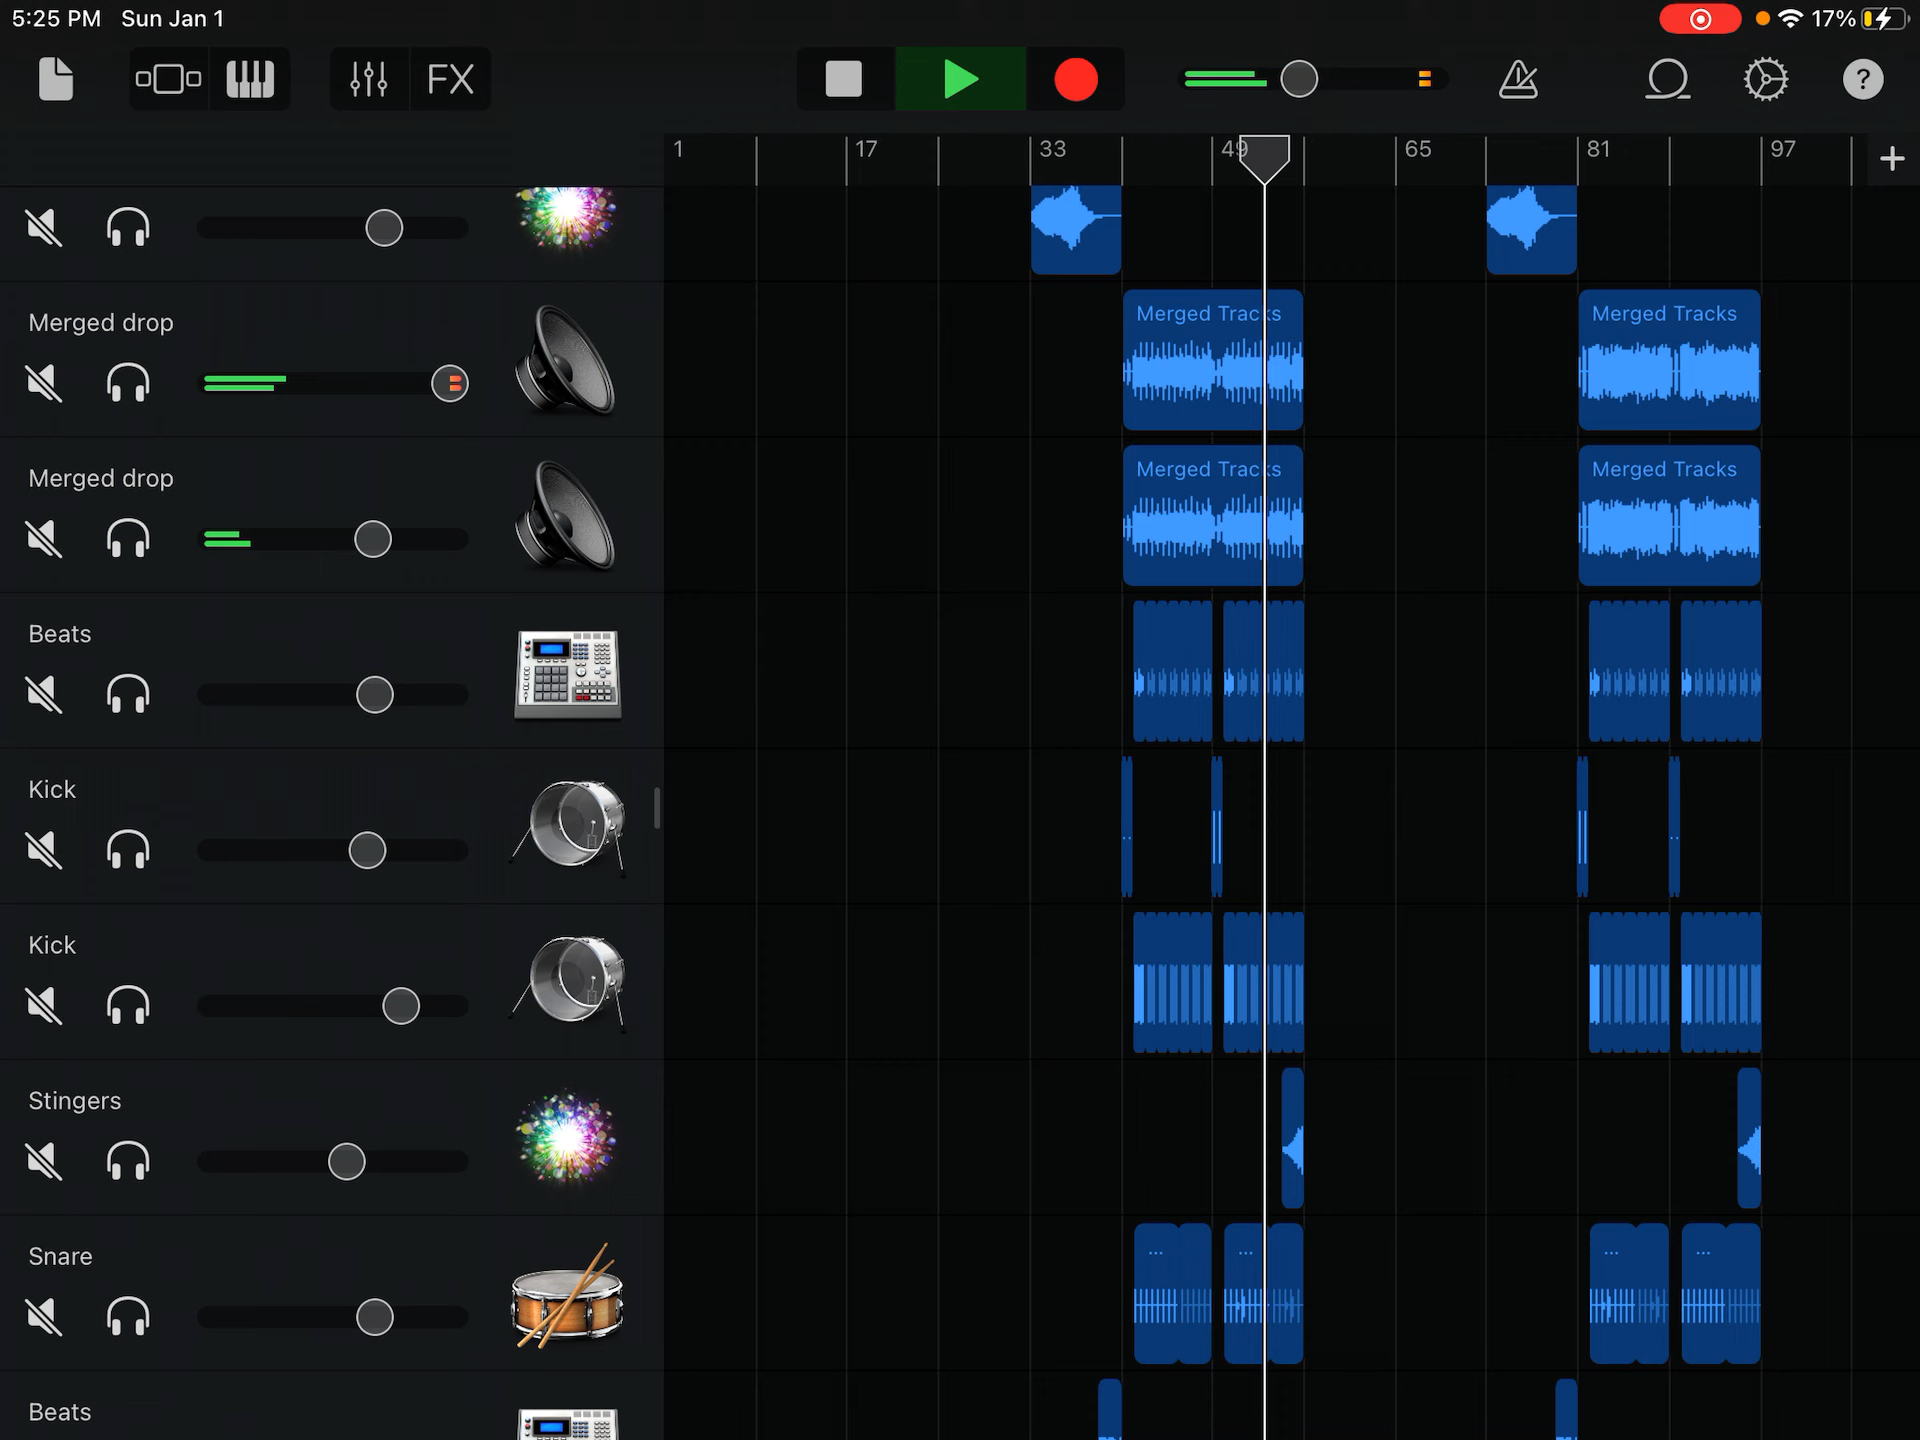 5:25 PM Sun Jan 1
17%
FX
?
1 17 33 49 65 81 97
+
Merged drop
Merged Tracks
Merged Tracks
Merged drop
Merged Tracks
Merged Tracks
Beats
Kick
Kick
Stingers
Snare
...
...
...
...
Beats